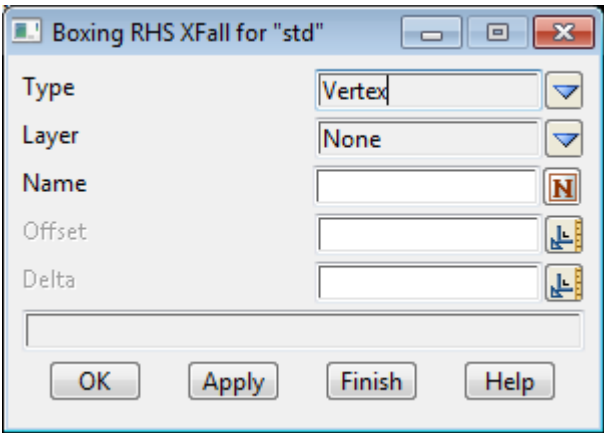 Boxing RHS XFall for "std"
Type Vertex
Layer None
Name N
Offset
Delta
OK Apply Finish Help